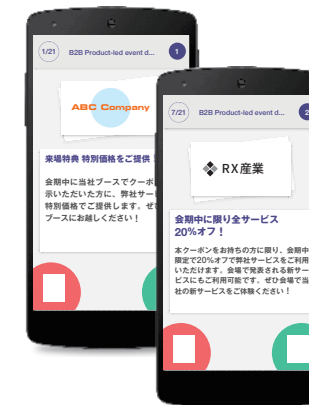 1/21 B2B Product-led event d... 1
ABC Company
来場特典 特別価格をご提供
会期中に当社ブースでクーポ
示いただいた方に、弊社サー
特別価格でご提供します。ぜ
ブースにお越しください！
7/21 B2B Product-led event d... 2
RX産業
会期中に限り全サービス
20%オフ！
本クーポンをお持ちの方に限り、会期中
限定で20%オフで弊社サービスをご利用
いただけます。会場で発表される新サー
ビスにもご利用可能です。ぜひ会場で当
社の新サービスをご体験ください！